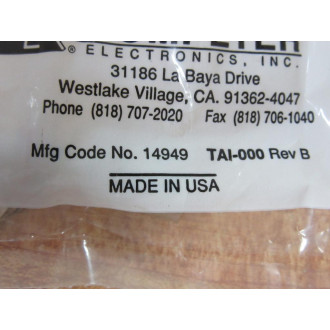 ELECTRONICS, INC.
31186 La Baya Drive
Westlake Village, CA. 91362-4047
Phone (818) 707-2020 Fax (818) 706-1040
Mfg Code No. 14949 TAI-000 Rev B
MADE IN USA